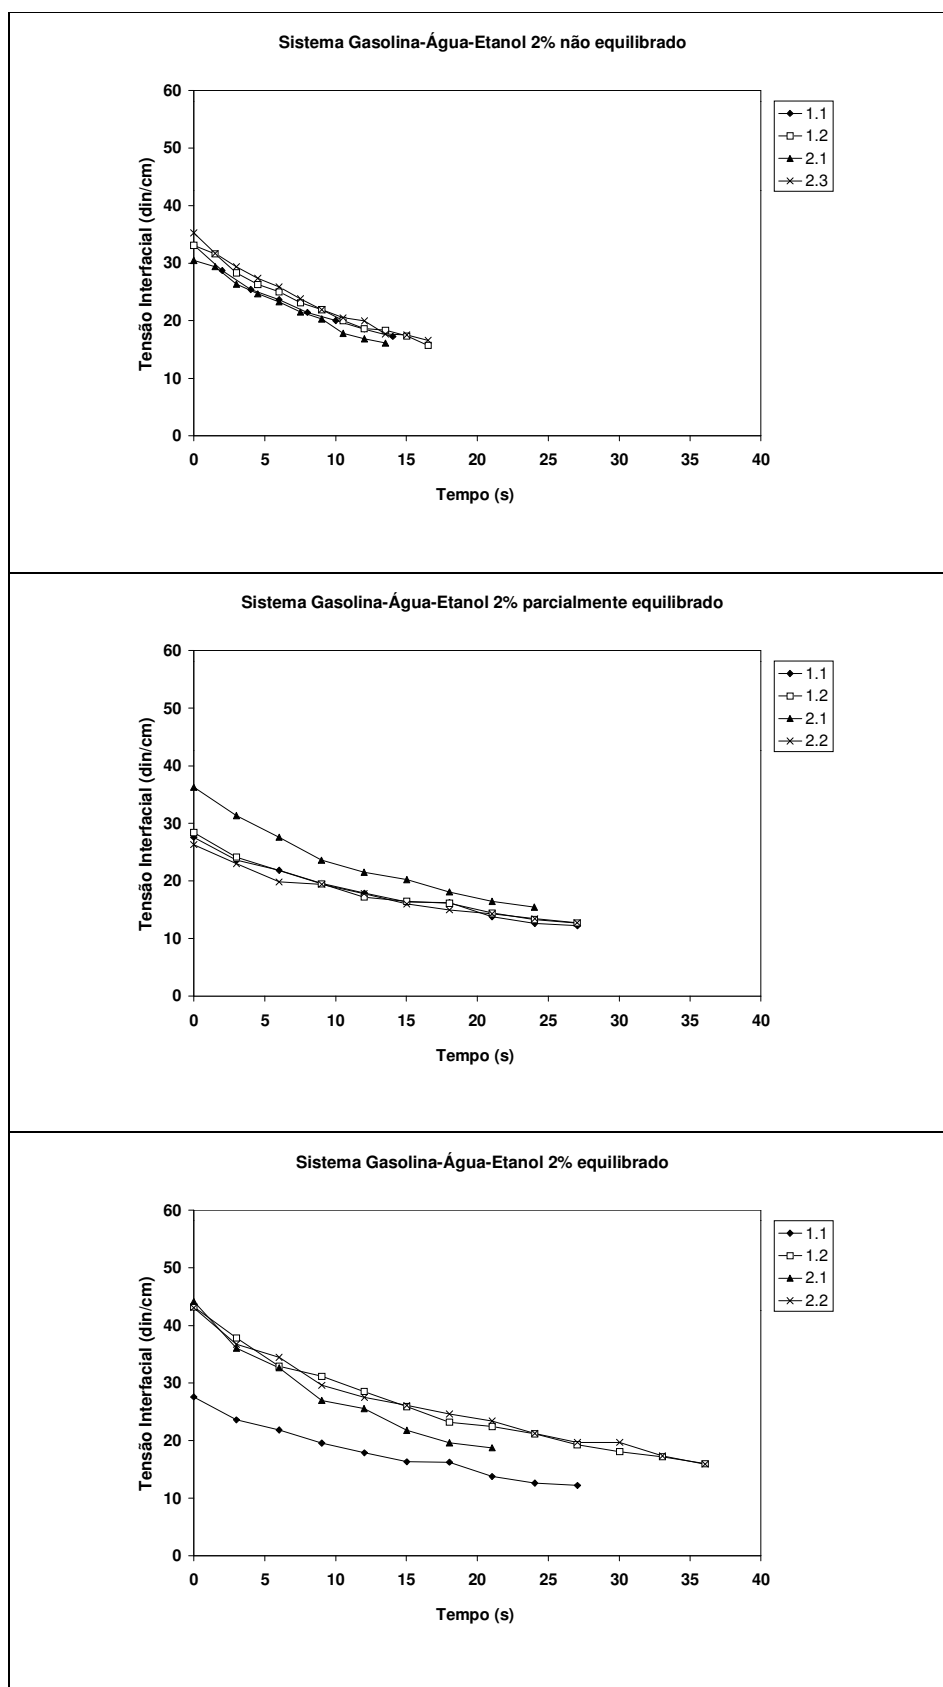 Sistema Gasolina-Água-Etanol 2% não equilibrado
60
50
40
30
20
10
0
Tensão Interfacial (din/cm)
0 5 10 15 20 25 30 35 40
Tempo (s)
1.1
1.2
2.1
2.3
Sistema Gasolina-Água-Etanol 2% parcialmente equilibrado
60
50
40
30
20
10
0
Tensão Interfacial (din/cm)
0 5 10 15 20 25 30 35 40
Tempo (s)
1.1
1.2
2.1
2.2
Sistema Gasolina-Água-Etanol 2% equilibrado
60
50
40
30
20
10
0
Tensão Interfacial (din/cm)
0 5 10 15 20 25 30 35 40
Tempo (s)
1.1
1.2
2.1
2.2